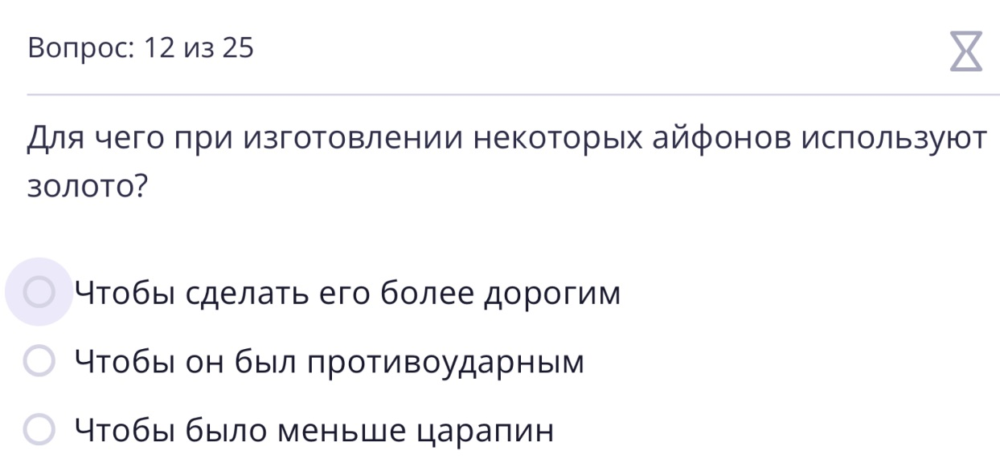 Вопрос: 12 из 25
Для чего при изготовлении некоторых айфонов используют
золото?
Чтобы сделать его более дорогим
Чтобы он был противоударным
Чтобы было меньше царапин